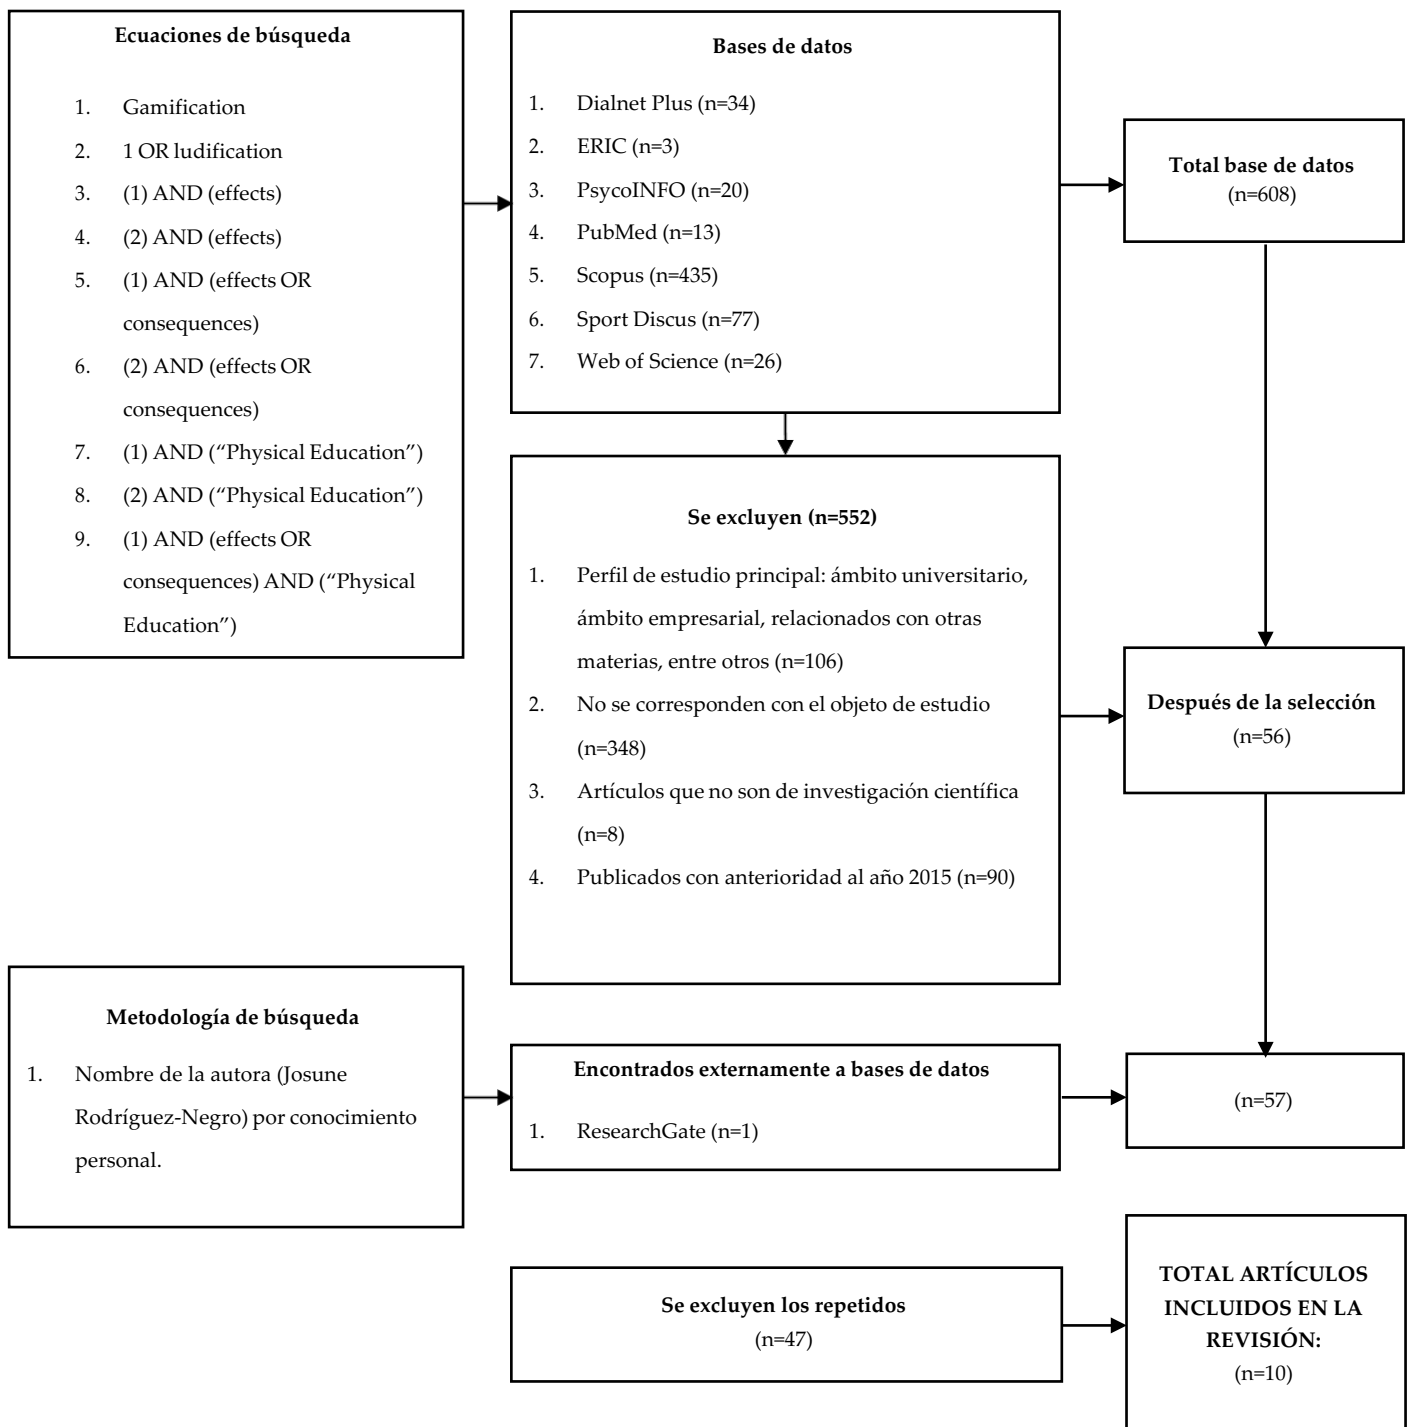 Ecuaciones de búsqueda
1. Gamification
2. 1 OR ludification
3. (1) AND (effects)
4. (2) AND (effects)
5. (1) AND (effects OR
consequences)
6. (2) AND (effects OR
consequences)
7. (1) AND (“Physical Education”)
8. (2) AND (“Physical Education”)
9. (1) AND (effects OR
consequences) AND (“Physical
Education”)
Bases de datos
1. Dialnet Plus (n=34)
2. ERIC (n=3)
3. PsycoINFO (n=20)
4. PubMed (n=13)
5. Scopus (n=435)
6. Sport Discus (n=77)
7. Web of Science (n=26)
Total base de datos
(n=608)
Se excluyen (n=552)
1. Perfil de estudio principal: ámbito universitario,
ámbito empresarial, relacionados con otras
materias, entre otros (n=106)
2. No se corresponden con el objeto de estudio
(n=348)
3. Artículos que no son de investigación científica
(n=8)
4. Publicados con anterioridad al año 2015 (n=90)
Después de la selección
(n=56)
Metodología de búsqueda
1. Nombre de la autora (Josune
Rodríguez-Negro) por conocimiento
personal.
Encontrados externamente a bases de datos
1. ResearchGate (n=1)
(n=57)
Se excluyen los repetidos
(n=47)
TOTAL ARTÍCULOS
INCLUIDOS EN LA
REVISIÓN:
(n=10)